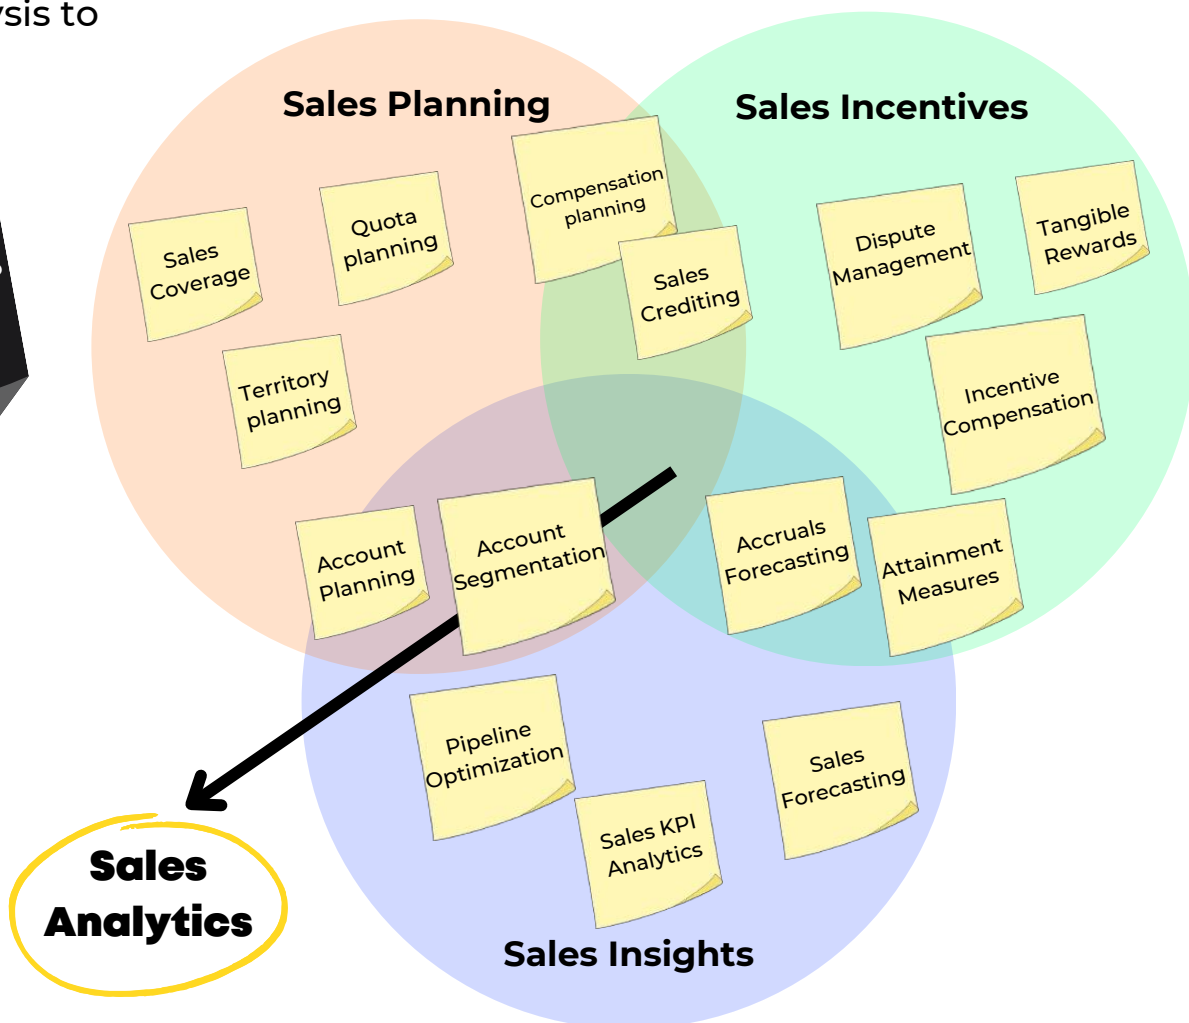 ysis to
Sales Planning
Sales Incentives
Compensation
planning
Quota
planning
Sales
Coverage
Sales
Crediting
Dispute
Management
Tangible
Rewards
Territory
planning
Incentive
Compensation
Account
Planning
Account
Segmentation
Accruals
Forecasting
Attainment
Measures
Pipeline
Optimization
Sales
Forecasting
Sales KPI
Analytics
Sales
Analytics
Sales Insights